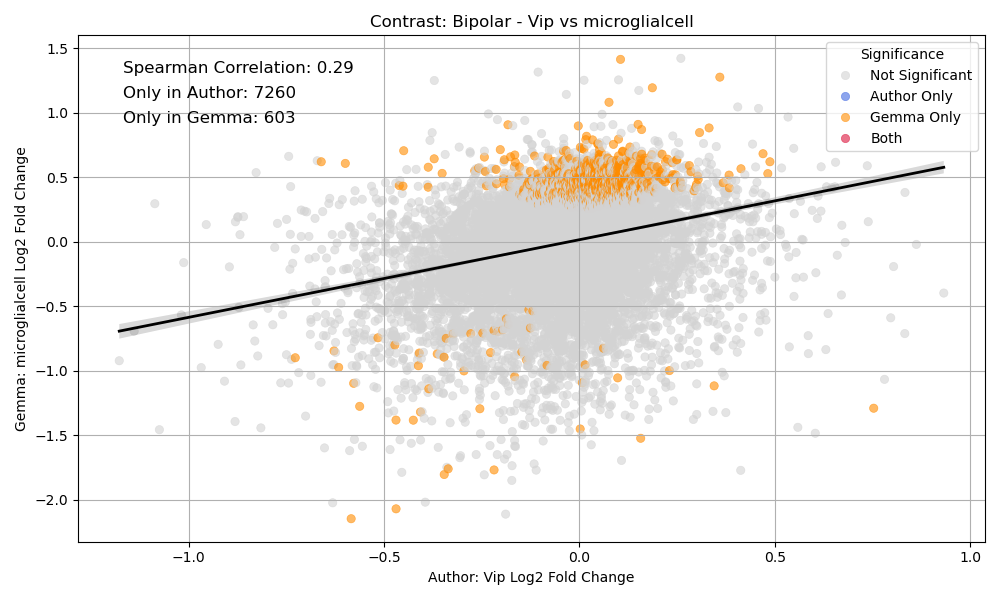 Contrast: Bipolar - Vip vs microglialcell
Spearman Correlation: 0.29
Only in Author: 7260
Only in Gemma: 603
Significance
Not Significant
Author Only
Gemma Only
Both
Gemma: microglialcell Log2 Fold Change
1.5
1.0
0.5
0.0
−0.5
−1.0
−1.5
−2.0
−1.0
−0.5
0.0
0.5
1.0
Author: Vip Log2 Fold Change